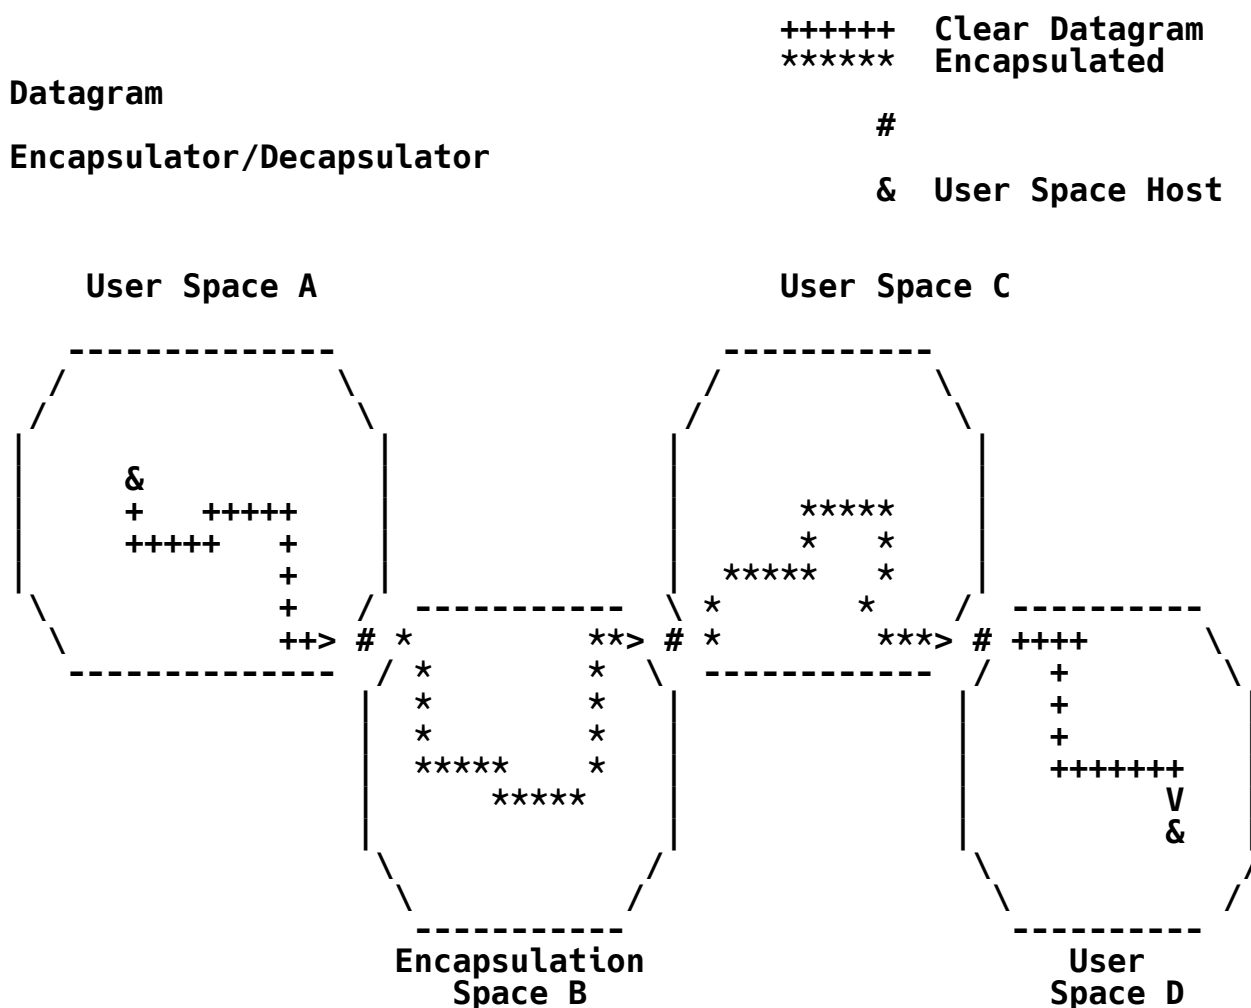 ++++++  Clear Datagram
******  Encapsulated
Datagram
#
Encapsulator/Decapsulator
&  User Space Host
User Space A                        User Space C
--------------                    -----------
/              \                  /           \
/                \                /             \
|                  |              |               |
|     &            |              |               |
|     +   +++++    |              |      *****    |
|     +++++   +    |              |      *   *    |
|             +    |              |  *****   *    |
\            +   /  -----------  \ *       *    /  ----------
\           ++> # *         **> # *        ***> # ++++      \
--------------  / *        *  \  ------------  /   +        \
|  *        *   |              |    +         |
|  *        *   |              |    +         |
|  *        *   |              |    +         |
|  *****    *   |              |    +++++++   |
|      *****    |              |          V   |
|               |              |          &   |
\             /                \             /
\           /                  \           /
-----------                    ----------
Encapsulation                      User
Space B                        Space D